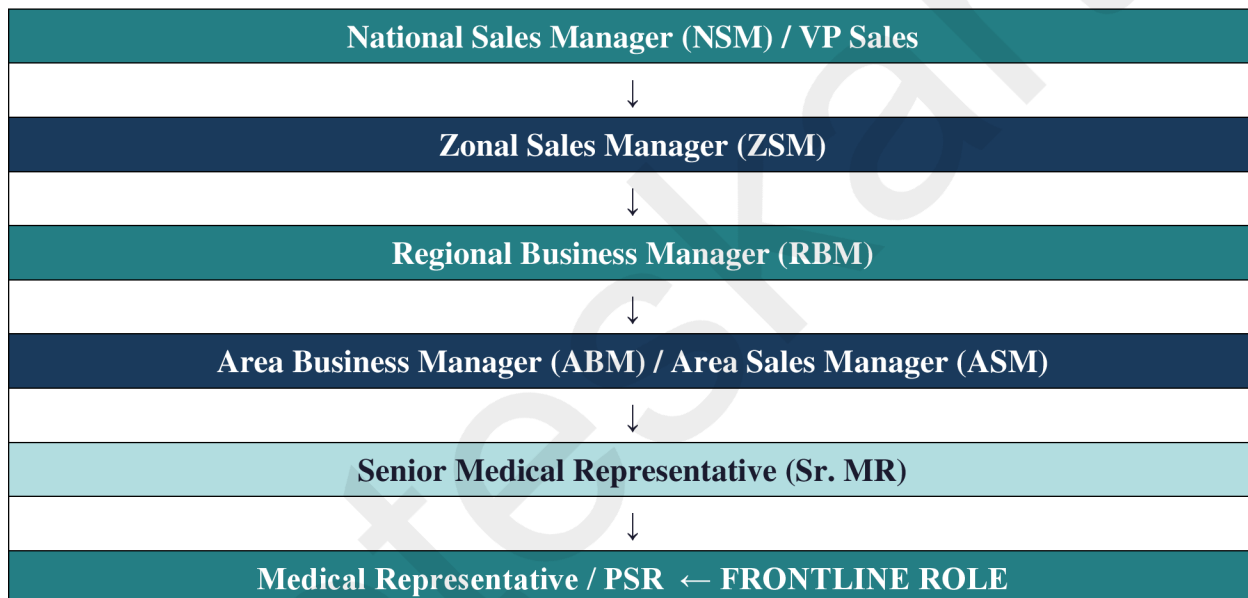 National Sales Manager (NSM) / VP Sales
↓
Zonal Sales Manager (ZSM)
↓
Regional Business Manager (RBM)
↓
Area Business Manager (ABM) / Area Sales Manager (ASM)
↓
Senior Medical Representative (Sr. MR)
↓
Medical Representative / PSR ← FRONTLINE ROLE